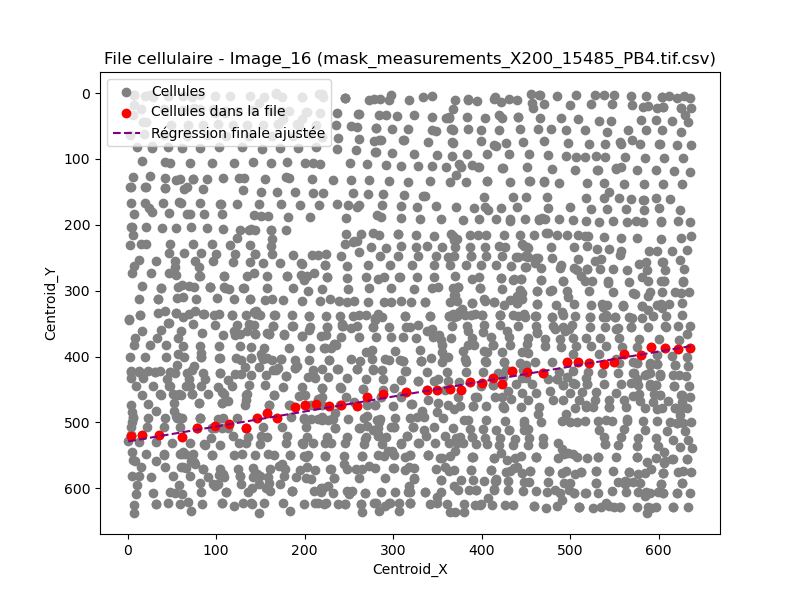 File cellulaire - Image_16 (mask_measurements_X200_15485_PB4.tif.csv)
Cellules
Cellules dans la file
Régression finale ajustée
Centroid_Y
0
100
200
300
400
500
600
0 100 200 300 400 500 600
Centroid_X